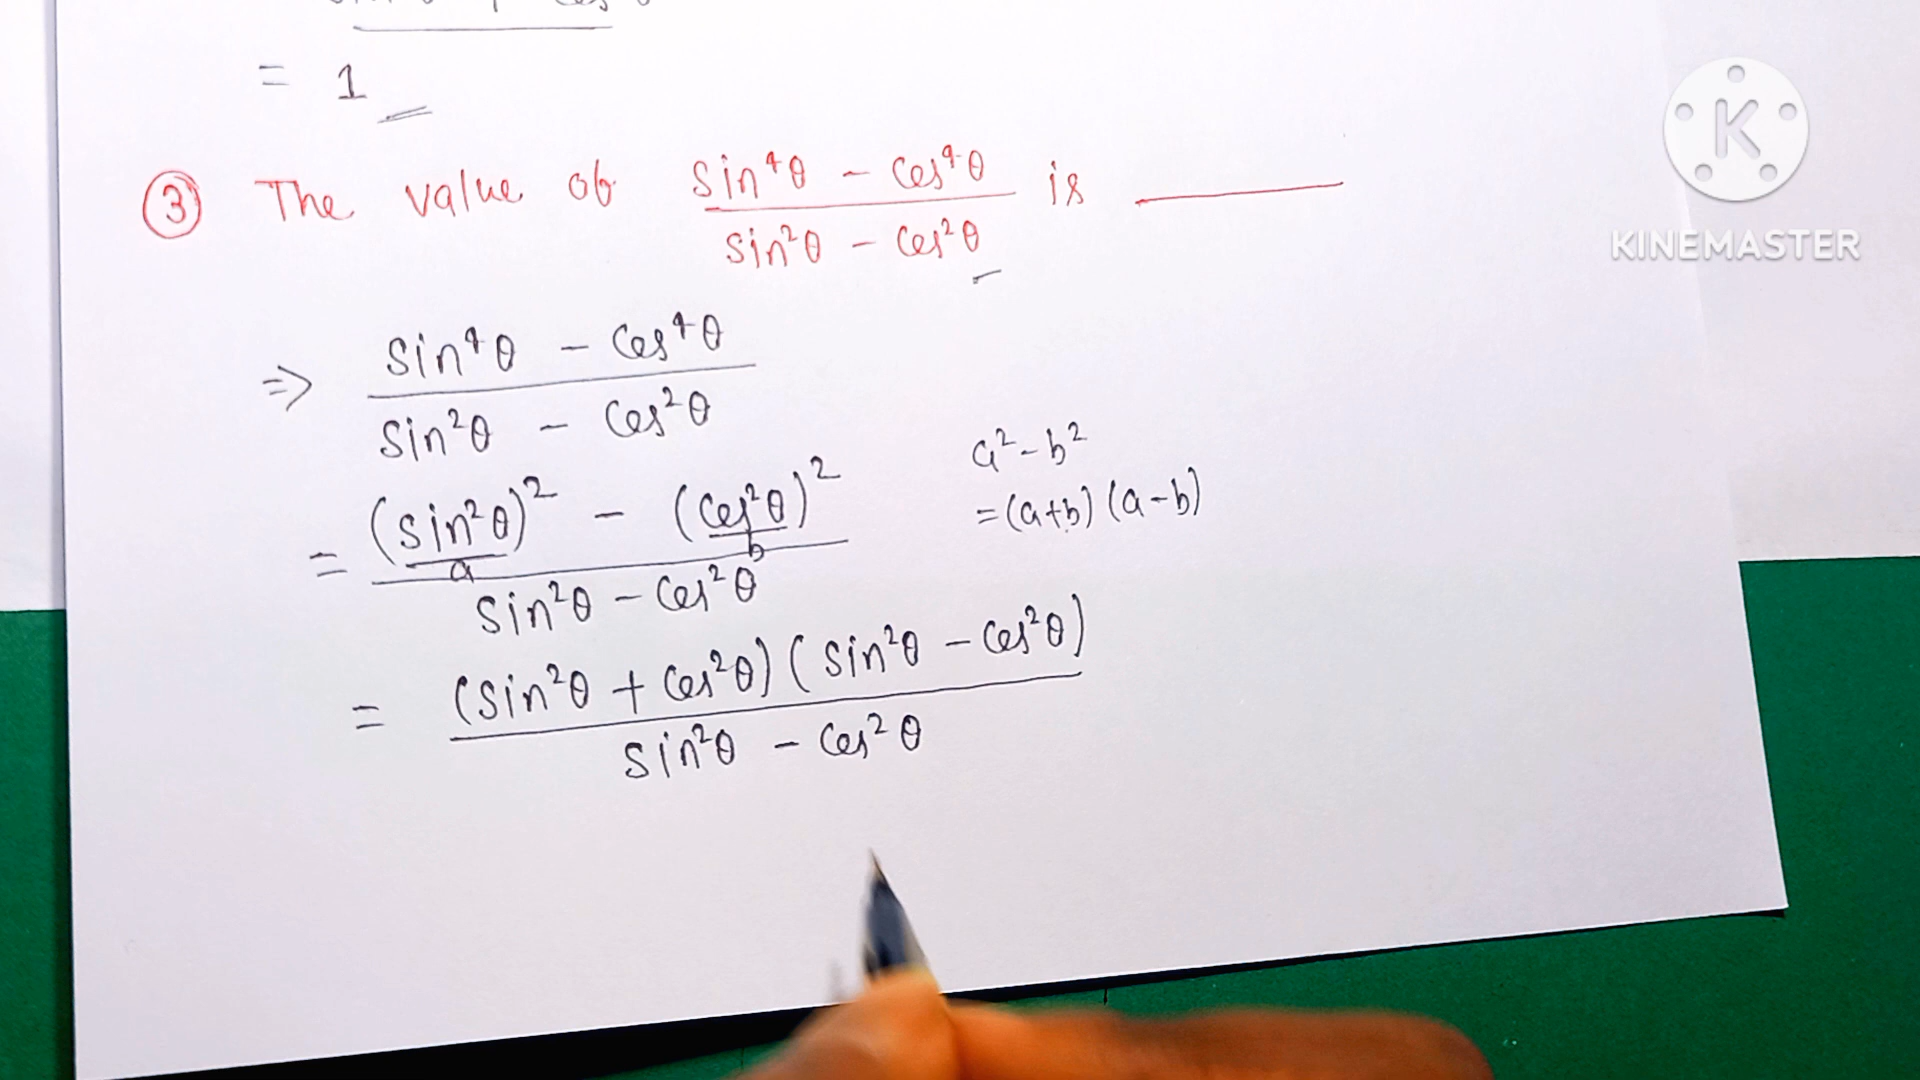 = 1
③ The value of sin⁴θ - cos⁴θ / sin²θ - cos²θ is ______
⇒ sin⁴θ - cos⁴θ / sin²θ - cos²θ
= (sin²θ)² - (cos²θ)² / sin²θ - cos²θ
a b
a² - b²
= (a+b) (a-b)
= (sin²θ + cos²θ) (sin²θ - cos²θ) / sin²θ - cos²θ
K
KINEMASTER